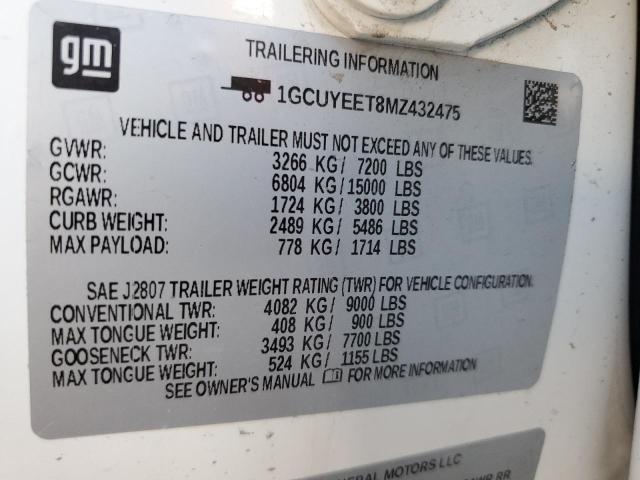 gm
TRAILERING INFORMATION
1GCUYEET8MZ432475
VEHICLE AND TRAILER MUST NOT EXCEED ANY OF THESE VALUES.
GVWR: 3266 KG/ 7200 LBS
GCWR: 6804 KG/ 15000 LBS
RGAWR: 1724 KG/ 3800 LBS
CURB WEIGHT: 2489 KG/ 5486 LBS
MAX PAYLOAD: 778 KG/ 1714 LBS
SAE J2807 TRAILER WEIGHT RATING (TWR) FOR VEHICLE CONFIGURATION.
CONVENTIONAL TWR: 4082 KG/ 9000 LBS
MAX TONGUE WEIGHT: 408 KG/ 900 LBS
GOOSENECK TWR: 3493 KG/ 7700 LBS
MAX TONGUE WEIGHT: 524 KG/ 1155 LBS
SEE OWNER'S MANUAL FOR MORE INFORMATION
MOTORS LLC
RR